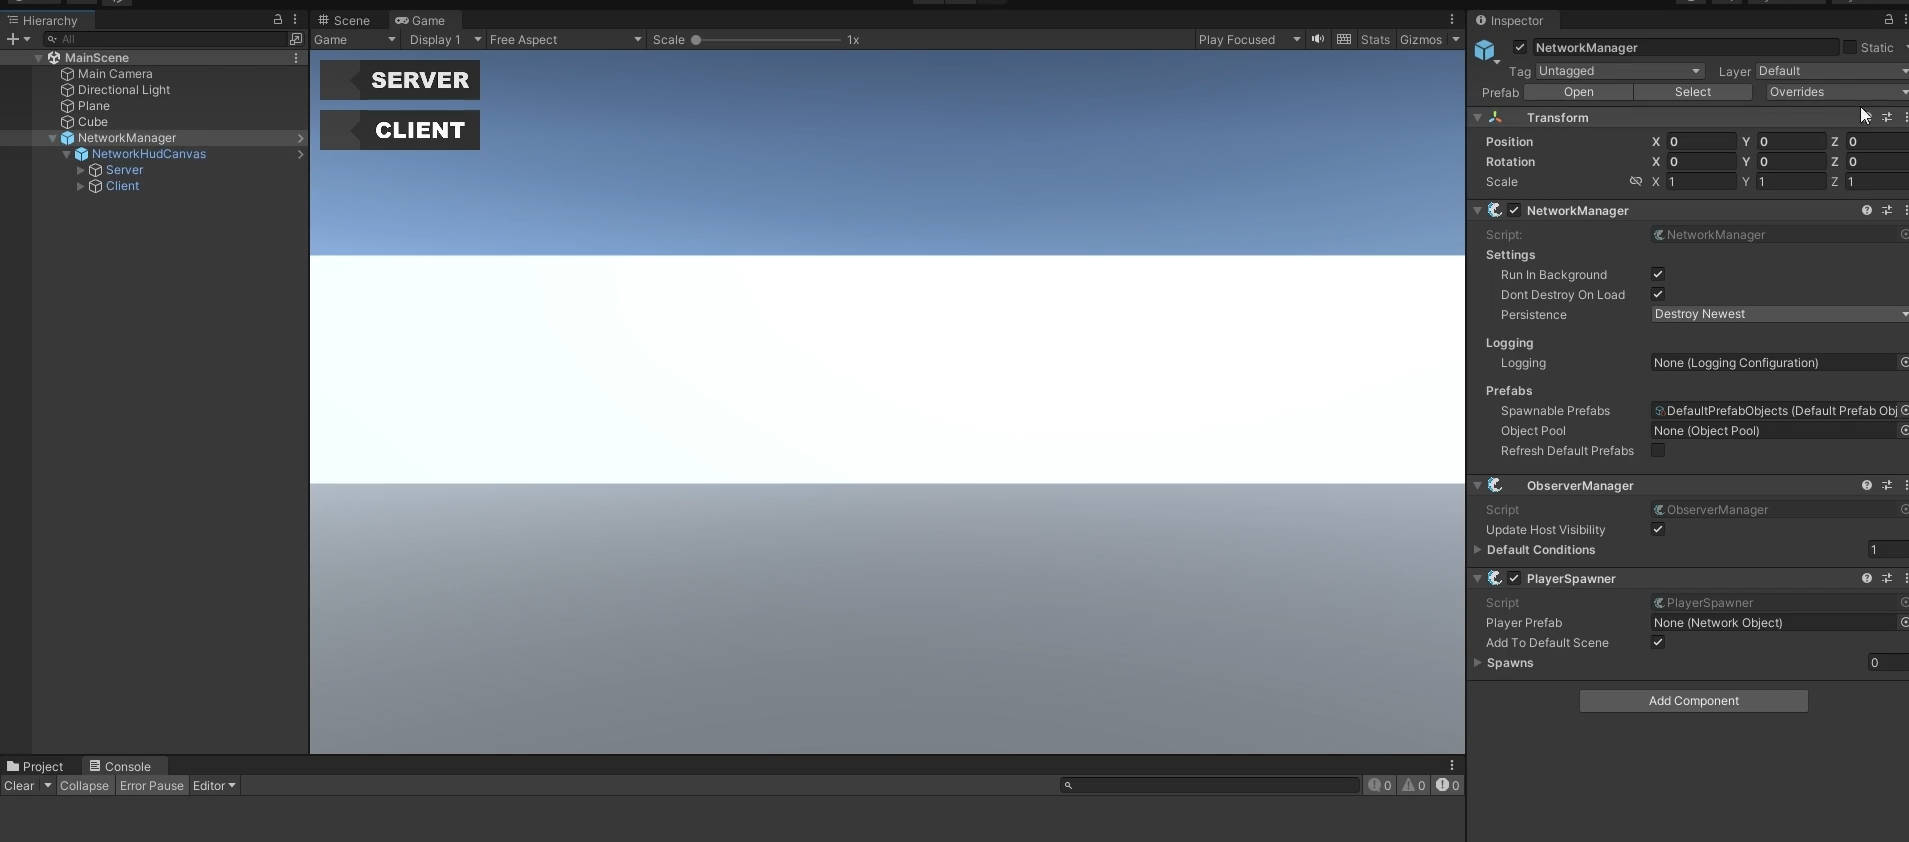 Hierarchy
All
MainScene
Main Camera
Directional Light
Plane
Cube
NetworkManager
NetworkHudCanvas
Server
Client
Scene Game
Game Display 1 Free Aspect Scale 1x Play Focused Stats Gizmos
SERVER
CLIENT
Project Console
Clear Collapse Error Pause Editor 0 0 0
Inspector
NetworkManager Static
Tag Untagged Layer Default
Prefab Open Select Overrides
Transform
Position X 0 Y 0 Z 0
Rotation X 0 Y 0 Z 0
Scale X 1 Y 1 Z 1
NetworkManager
Script: NetworkManager
Settings
Run In Background
Dont Destroy On Load
Persistence Destroy Newest
Logging
Logging None (Logging Configuration)
Prefabs
Spawnable Prefabs DefaultPrefabObjects (Default Prefab Obj
Object Pool None (Object Pool)
Refresh Default Prefabs
ObserverManager
Script ObserverManager
Update Host Visibility
Default Conditions 1
PlayerSpawner
Script PlayerSpawner
Player Prefab None (Network Object)
Add To Default Scene
Spawns 0
Add Component